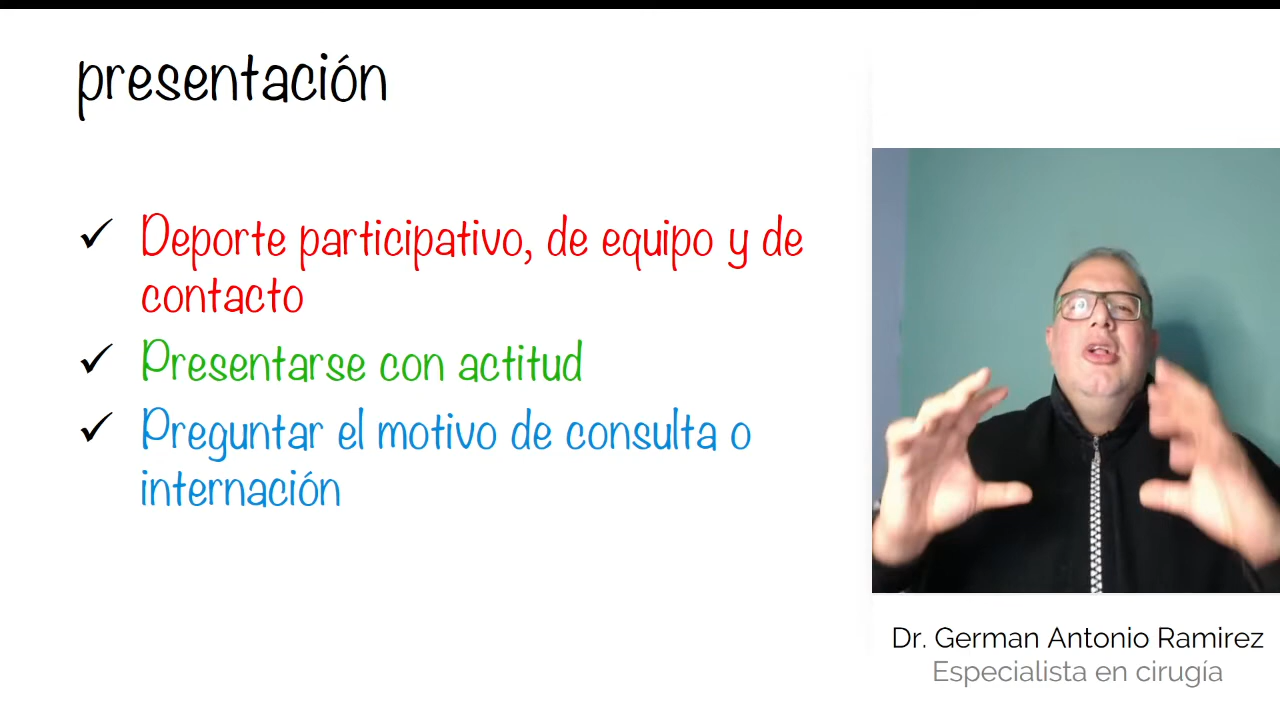 presentación
✓ Deporte participativo, de equipo y de
contacto
✓ Presentarse con actitud
✓ Preguntar el motivo de consulta o
internación
Dr. German Antonio Ramirez
Especialista en cirugía